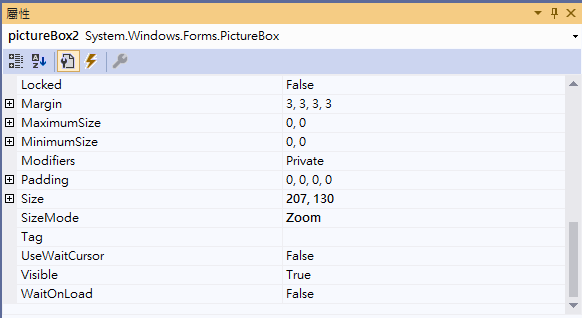 屬性
pictureBox2 System.Windows.Forms.PictureBox
Locked False
Margin 3, 3, 3, 3
MaximumSize 0, 0
MinimumSize 0, 0
Modifiers Private
Padding 0, 0, 0, 0
Size 207, 130
SizeMode Zoom
Tag
UseWaitCursor False
Visible True
WaitOnLoad False